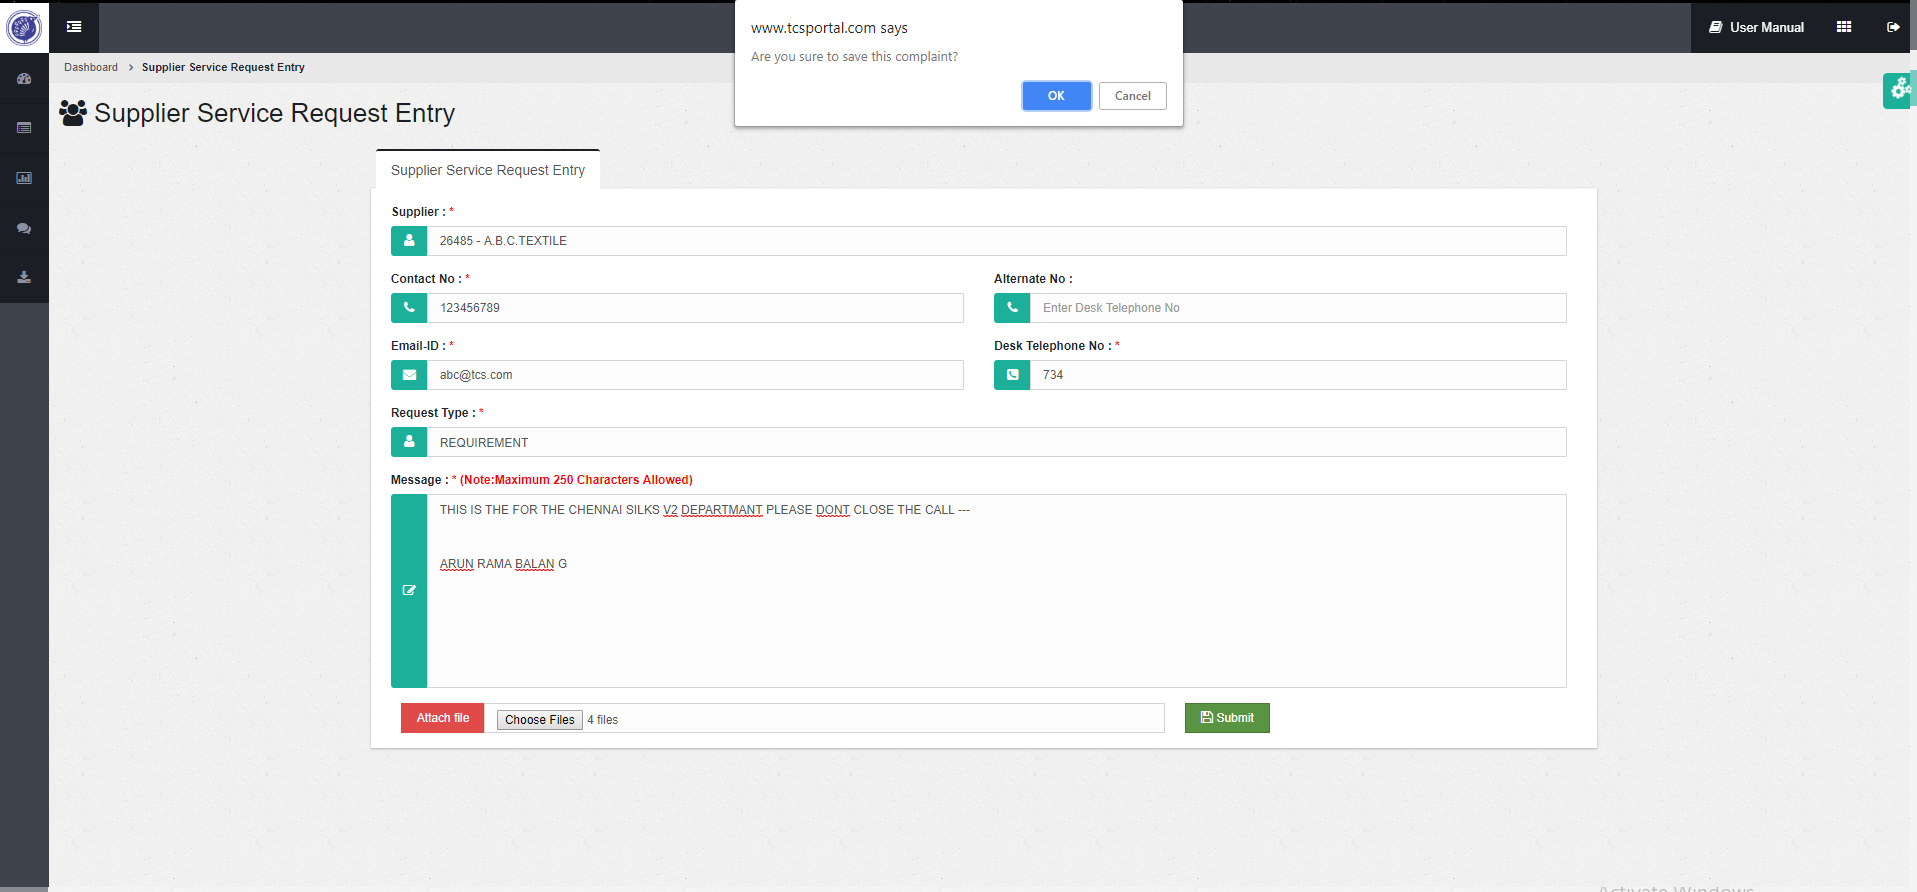 www.tcsportal.com says
Are you sure to save this complaint?
OK Cancel
User Manual
Dashboard > Supplier Service Request Entry
Supplier Service Request Entry
Supplier Service Request Entry
Supplier : *
26485 - A.B.C.TEXTILE
Contact No : * Alternate No :
123456789 Enter Desk Telephone No
Email-ID : * Desk Telephone No : *
abc@tcs.com 734
Request Type : *
REQUIREMENT
Message : * (Note:Maximum 250 Characters Allowed)
THIS IS THE FOR THE CHENNAI SILKS V2 DEPARTMANT PLEASE DONT CLOSE THE CALL ---
ARUN RAMA BALAN G
Attach file Choose Files 4 files Submit
Activate Windows